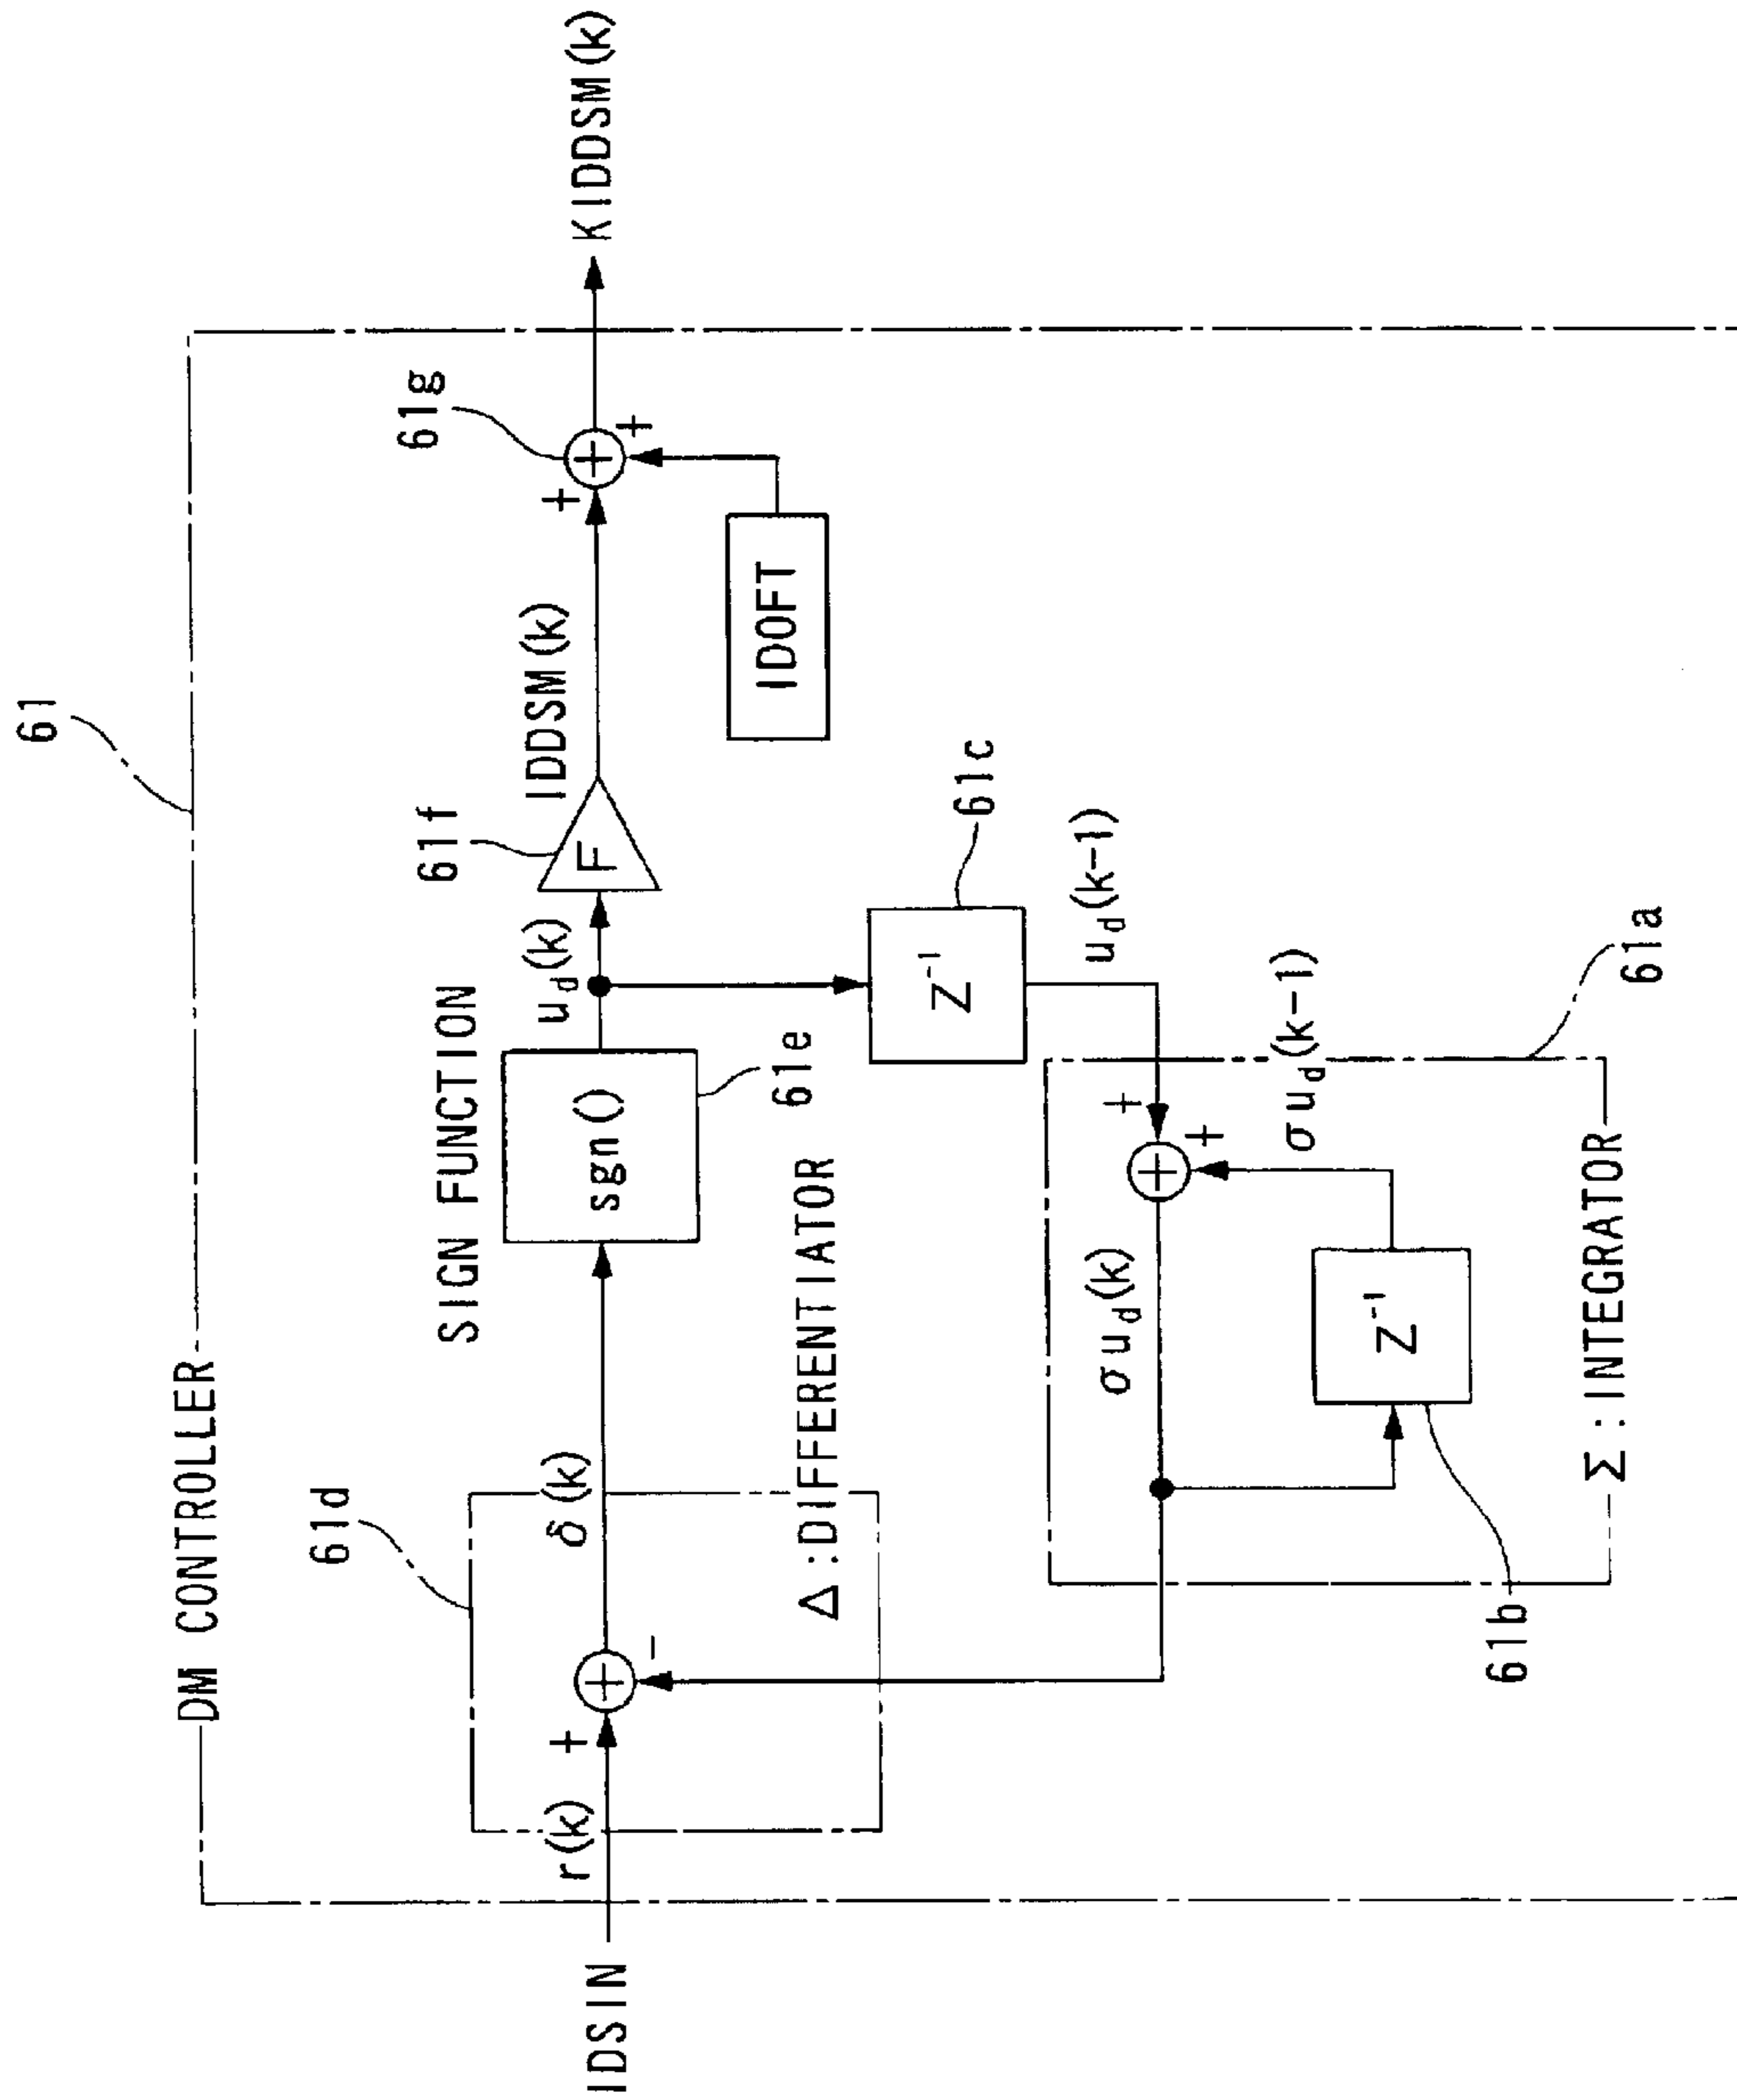 61
DM CONTROLLER
61d
61f
61g
SIGN FUNCTION
IDSIN
r(k)
+
-
δ(k)
sgn()
u_d(k)
F
IDDSM(k)
+
+
KIDDSM(k)
61e
IDOFT
Δ:DIFFERENTIATOR
Z⁻¹
61c
u_d(k-1)
σu_d(k)
+
+
σu_d(k-1)
Z⁻¹
61b
Σ:INTEGRATOR
61a